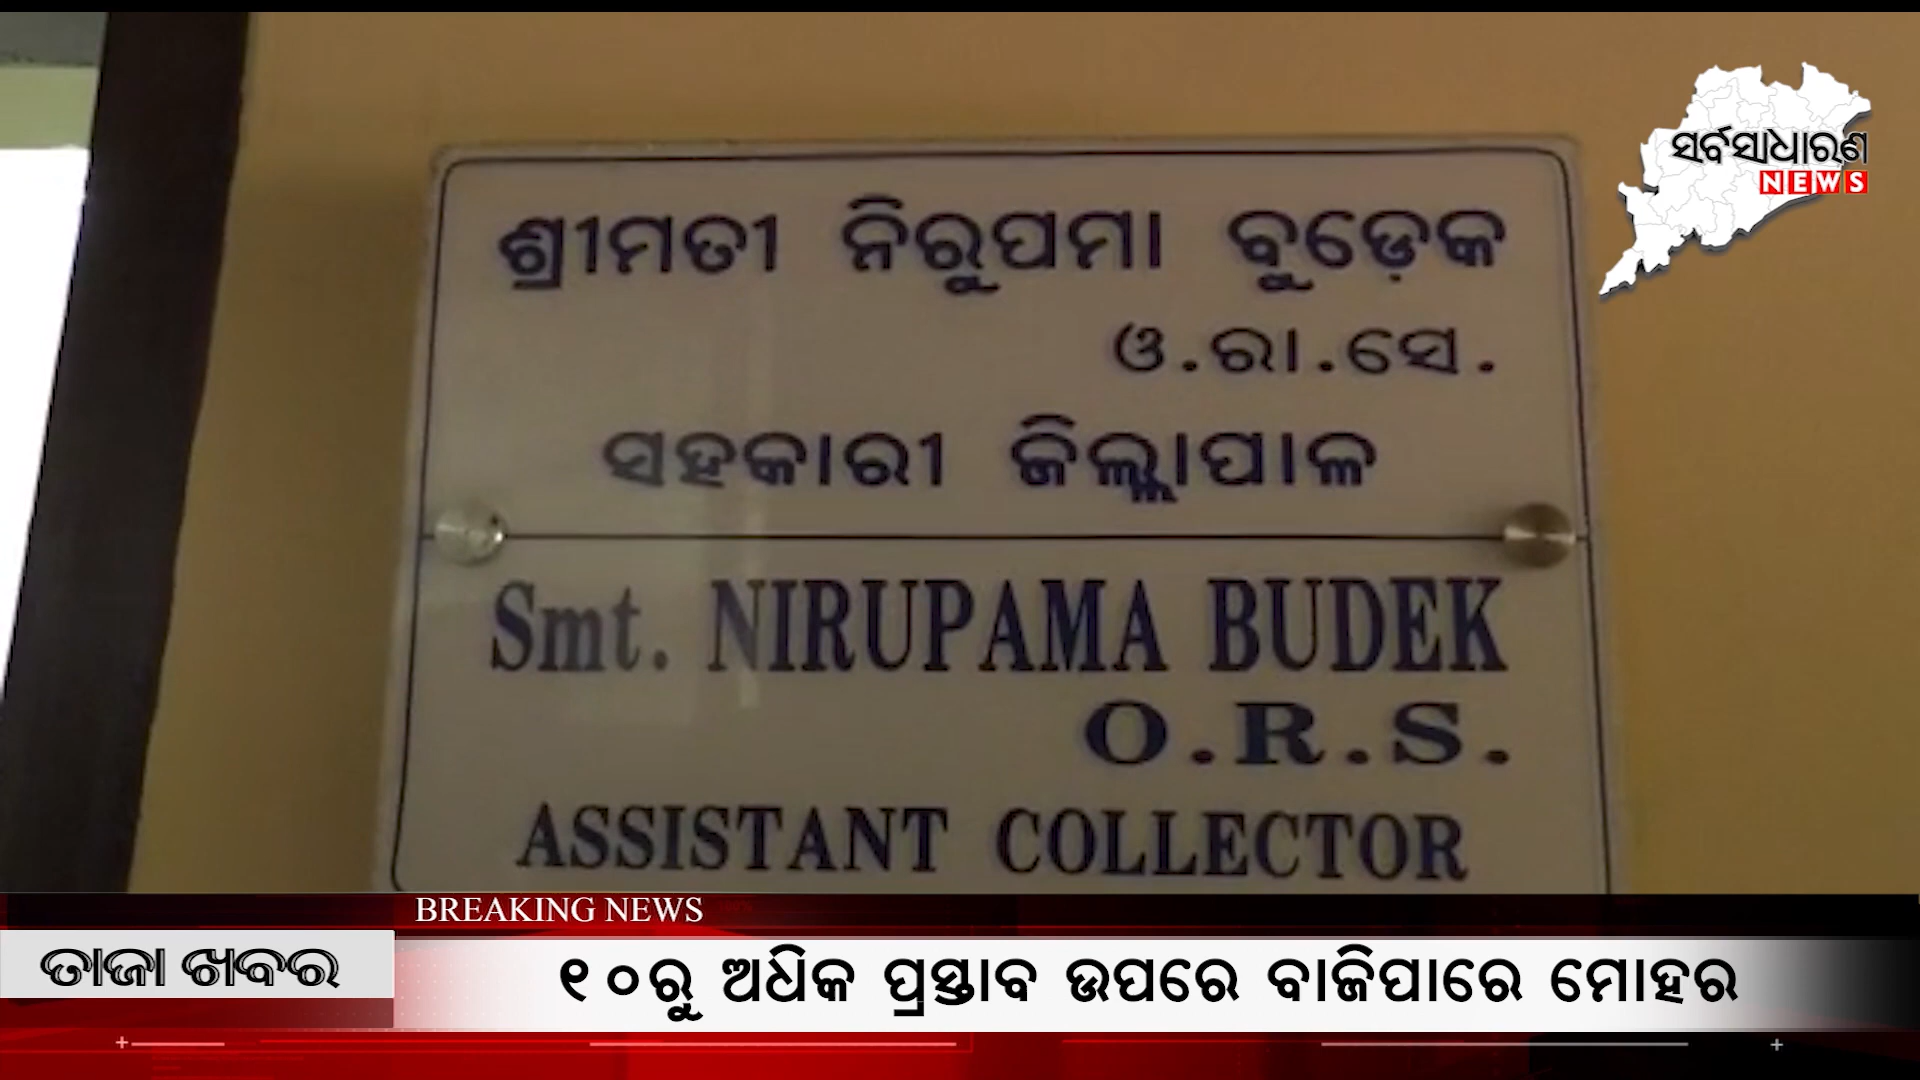 ସର୍ବସାଧାରଣ
NEWS
ଶ୍ରୀମତୀ ନିରୁପମା ବୁଡ଼େକ
ଓ.ରା.ସେ.
ସହକାରୀ ଜିଲ୍ଲାପାଳ
Smt. NIRUPAMA BUDEK
O.R.S.
ASSISTANT COLLECTOR
BREAKING NEWS
ତାଜା ଖବର
୧୦ରୁ ଅଧିକ ପ୍ରସ୍ତାବ ଉପରେ ବାଜିପାରେ ମୋହର